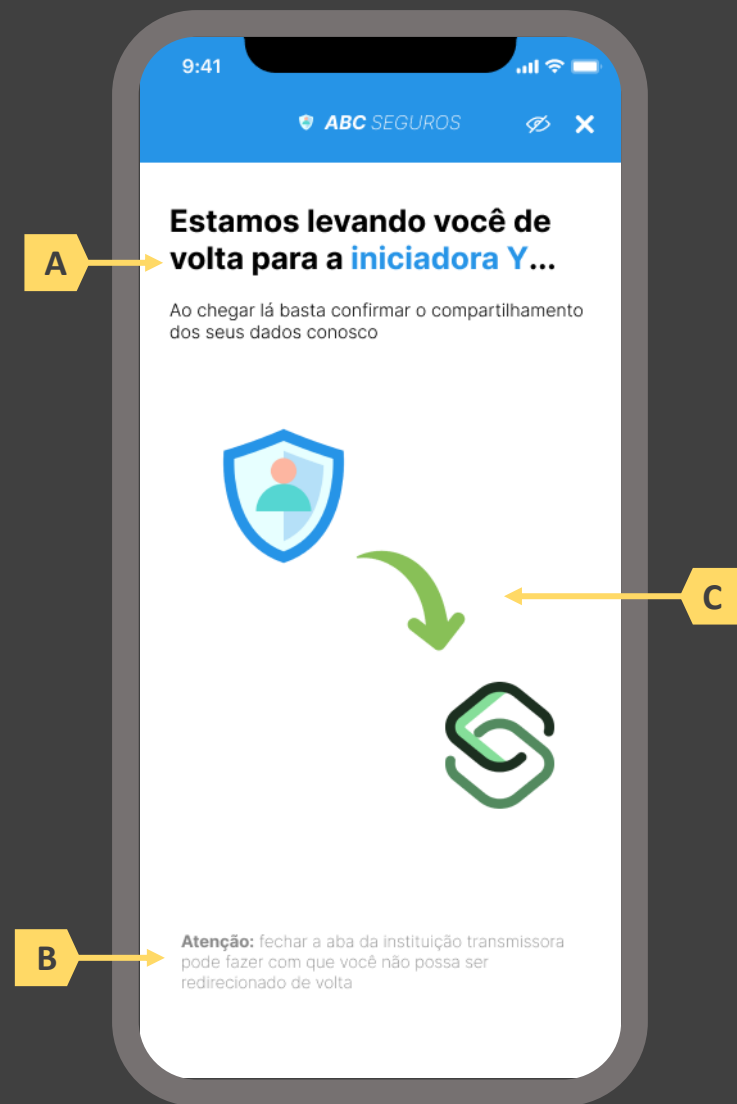 9:41
ABC SEGUROS
Estamos levando você de
A
volta para a iniciadora Y...
Ao chegar lá basta confirmar o compartilhamento
dos seus dados conosco
C
Atenção: fechar a aba da instituição transmissora
B
pode fazer com que você não possa ser
redirecionado de volta